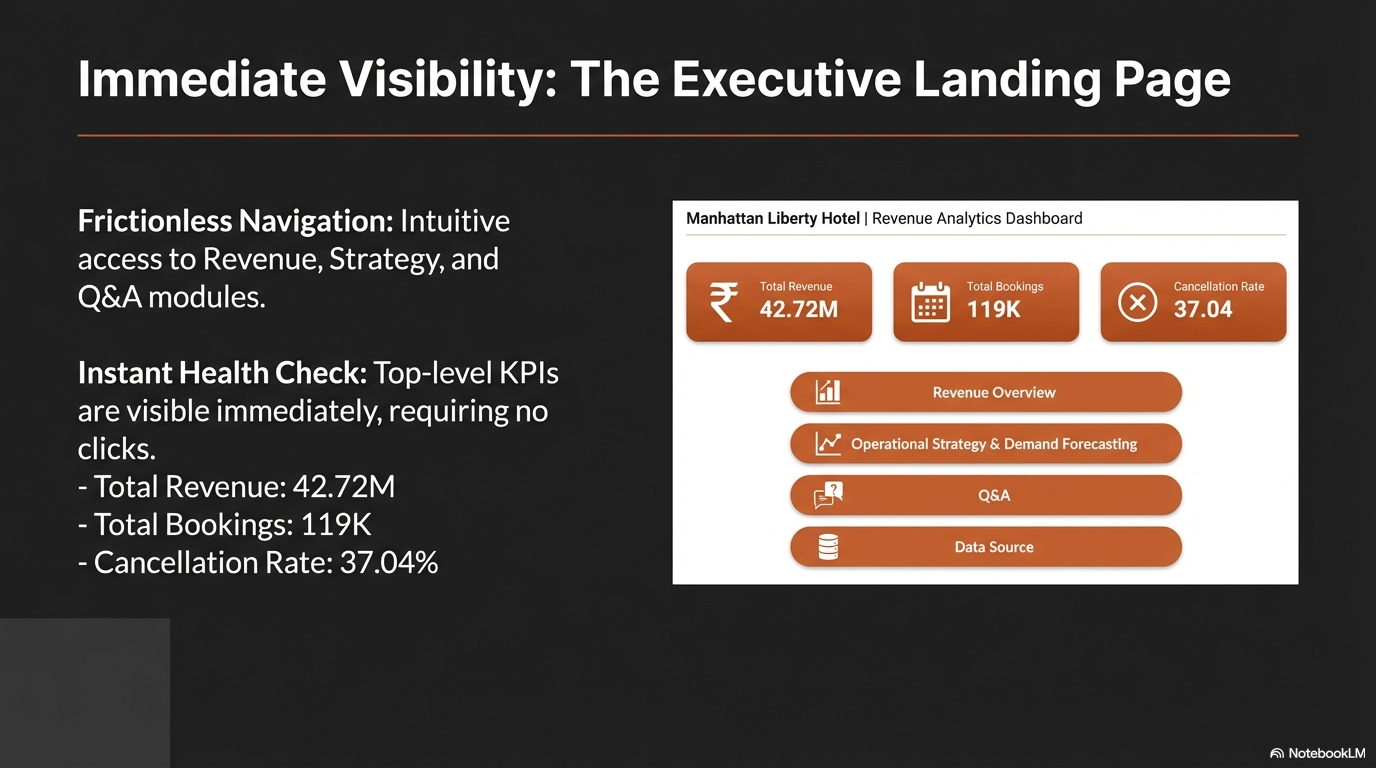 Immediate Visibility: The Executive Landing Page
Frictionless Navigation: Intuitive
access to Revenue, Strategy, and
Q&A modules.
Instant Health Check: Top-level KPIs
are visible immediately, requiring no
clicks.
- Total Revenue: 42.72M
- Total Bookings: 119K
- Cancellation Rate: 37.04%
Manhattan Liberty Hotel | Revenue Analytics Dashboard
₹
Total Revenue
42.72M
Total Bookings
119K
Cancellation Rate
37.04
Revenue Overview
Operational Strategy & Demand Forecasting
?
Q&A
Data Source
NotebookLM